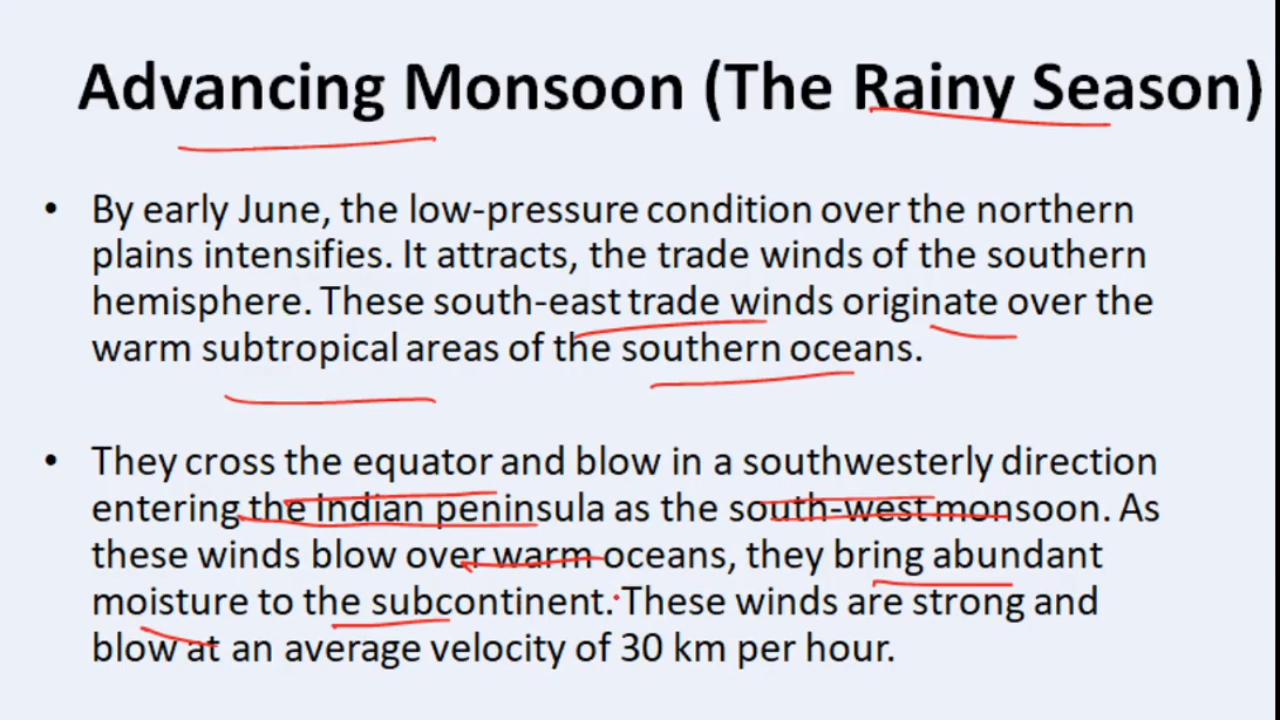 Advancing Monsoon (The Rainy Season)
• By early June, the low-pressure condition over the northern
plains intensifies. It attracts, the trade winds of the southern
hemisphere. These south-east trade winds originate over the
warm subtropical areas of the southern oceans.
• They cross the equator and blow in a southwesterly direction
entering the Indian peninsula as the south-west monsoon. As
these winds blow over warm oceans, they bring abundant
moisture to the subcontinent. These winds are strong and
blow at an average velocity of 30 km per hour.